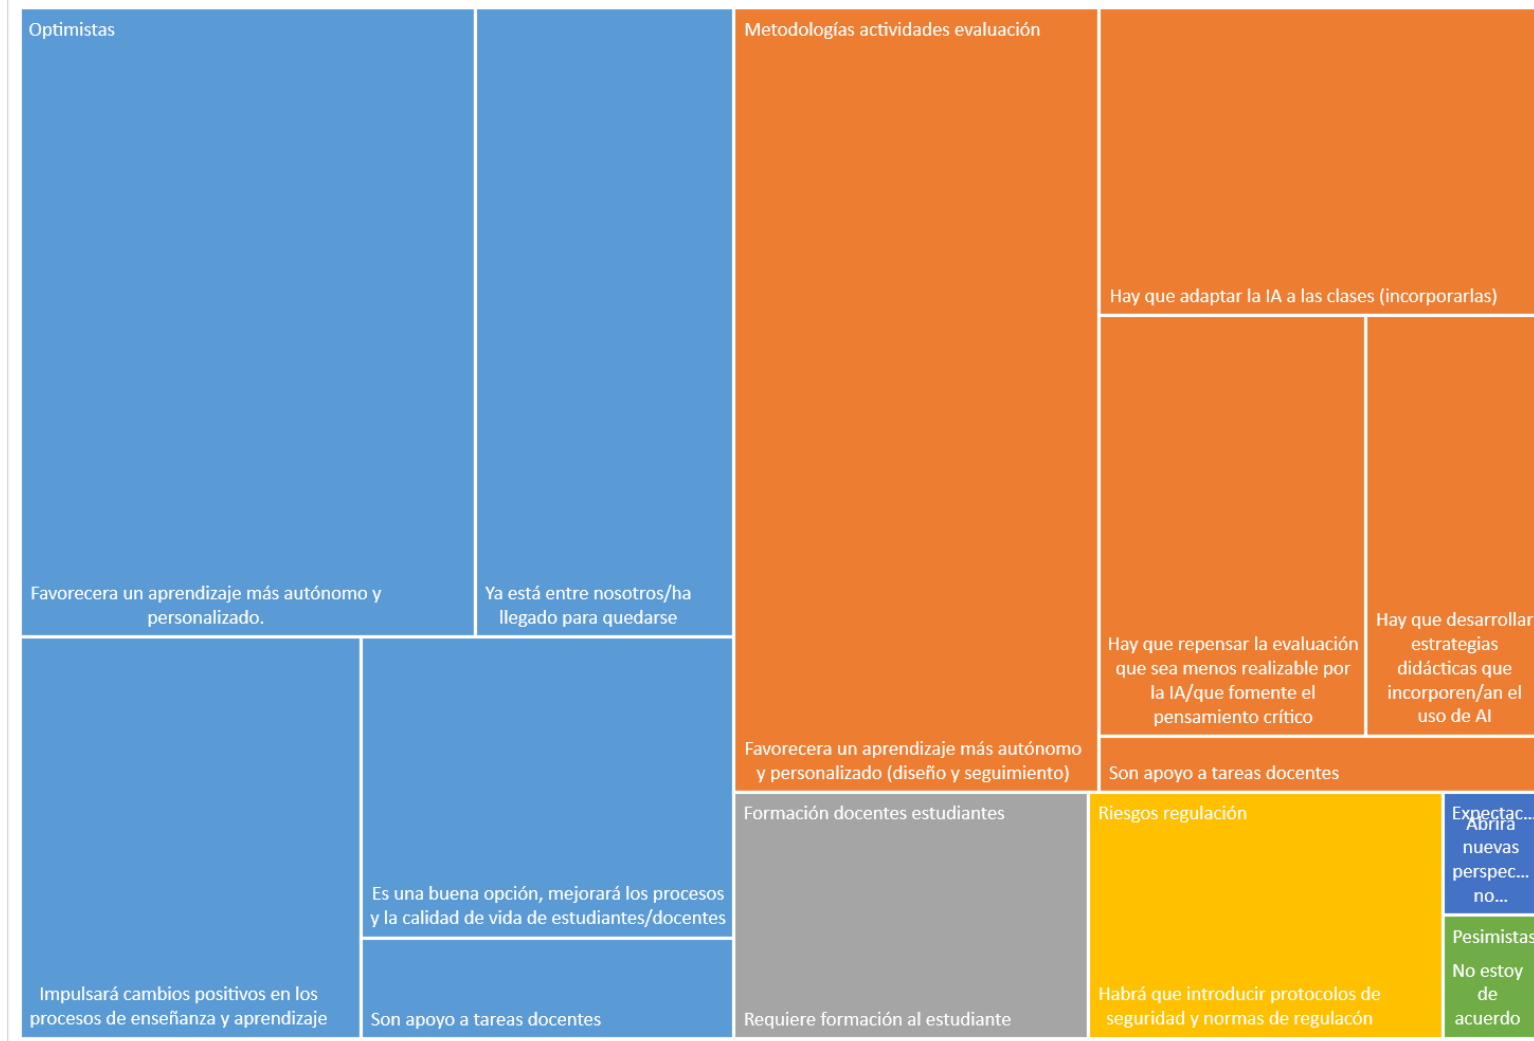 Optimistas
Favorecera un aprendizaje más autónomo y
personalizado.
Ya está entre nosotros/ha
llegado para quedarse
Impulsará cambios positivos en los
procesos de enseñanza y aprendizaje
Es una buena opción, mejorará los procesos
y la calidad de vida de estudiantes/docentes
Son apoyo a tareas docentes
Metodologías actividades evaluación
Favorecera un aprendizaje más autónomo
y personalizado (diseño y seguimiento)
Hay que adaptar la IA a las clases (incorporarlas)
Hay que repensar la evaluación
que sea menos realizable por
la IA/que fomente el
pensamiento crítico
Hay que desarrollar
estrategias
didácticas que
incorporen/an el
uso de AI
Son apoyo a tareas docentes
Formación docentes estudiantes
Requiere formación al estudiante
Riesgos regulación
Habrá que introducir protocolos de
seguridad y normas de regulacón
Expectac...
Abrirá
nuevas
perspec...
no...
Pesimistas
No estoy
de
acuerdo